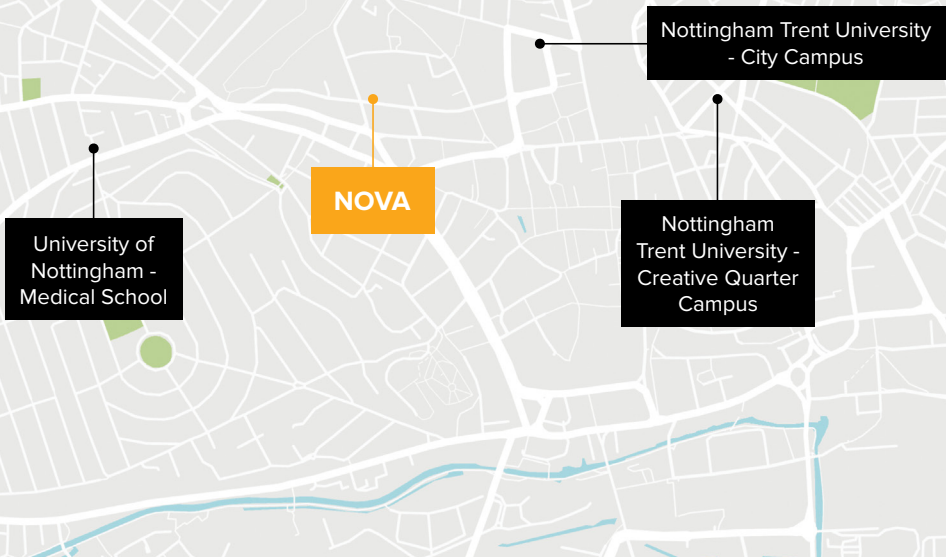 Nottingham Trent University
- City Campus
NOVA
University of
Nottingham -
Medical School
Nottingham
Trent University -
Creative Quarter
Campus